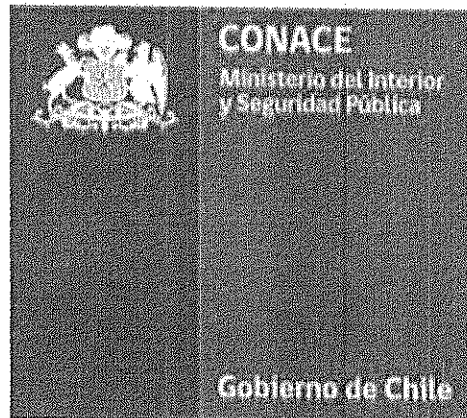 CONACE
Ministerio del Interior
y Seguridad Pública
Gobierno de Chile